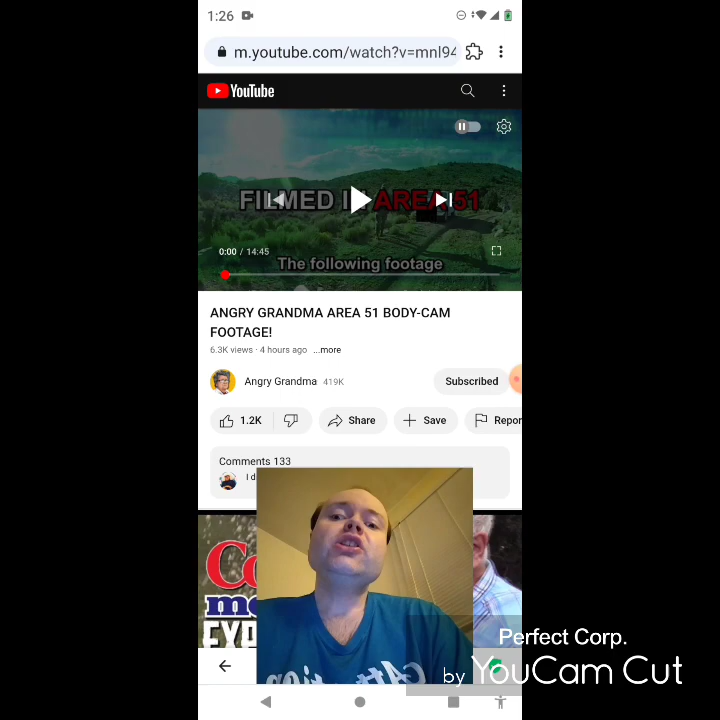 1:26
m.youtube.com/watch?v=mnl94
YouTube
FILMED IN AREA 51
0:00 / 14:45
The following footage
ANGRY GRANDMA AREA 51 BODY-CAM
FOOTAGE!
6.3K views · 4 hours ago ...more
Angry Grandma 419K
Subscribed
1.2K
Share
Save
Repor
Comments 133
I d
Perfect Corp.
by YouCam Cut